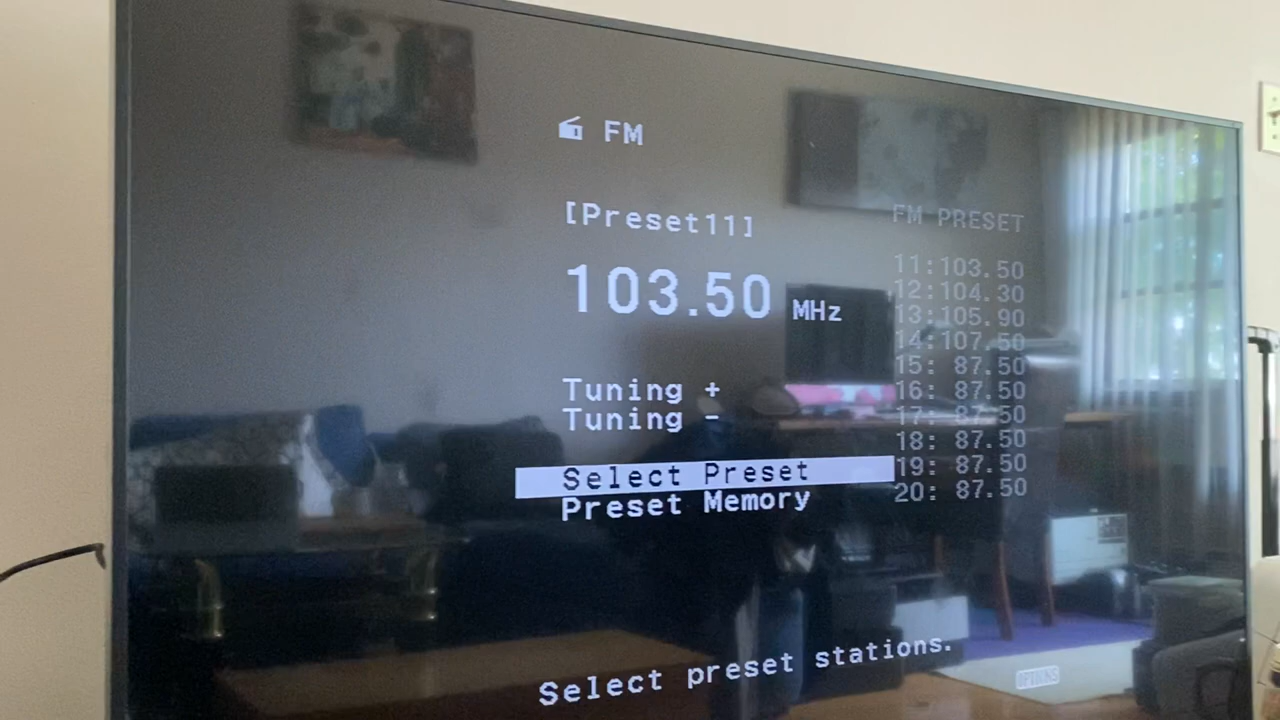 FM
[Preset11]
103.50 MHz
Tuning +
Tuning -
Select Preset
Preset Memory
FM PRESET
11:103.50
12:104.30
13:105.90
14:107.50
15: 87.50
16: 87.50
17: 87.50
18: 87.50
19: 87.50
20: 87.50
Select preset stations.
OPTIONS